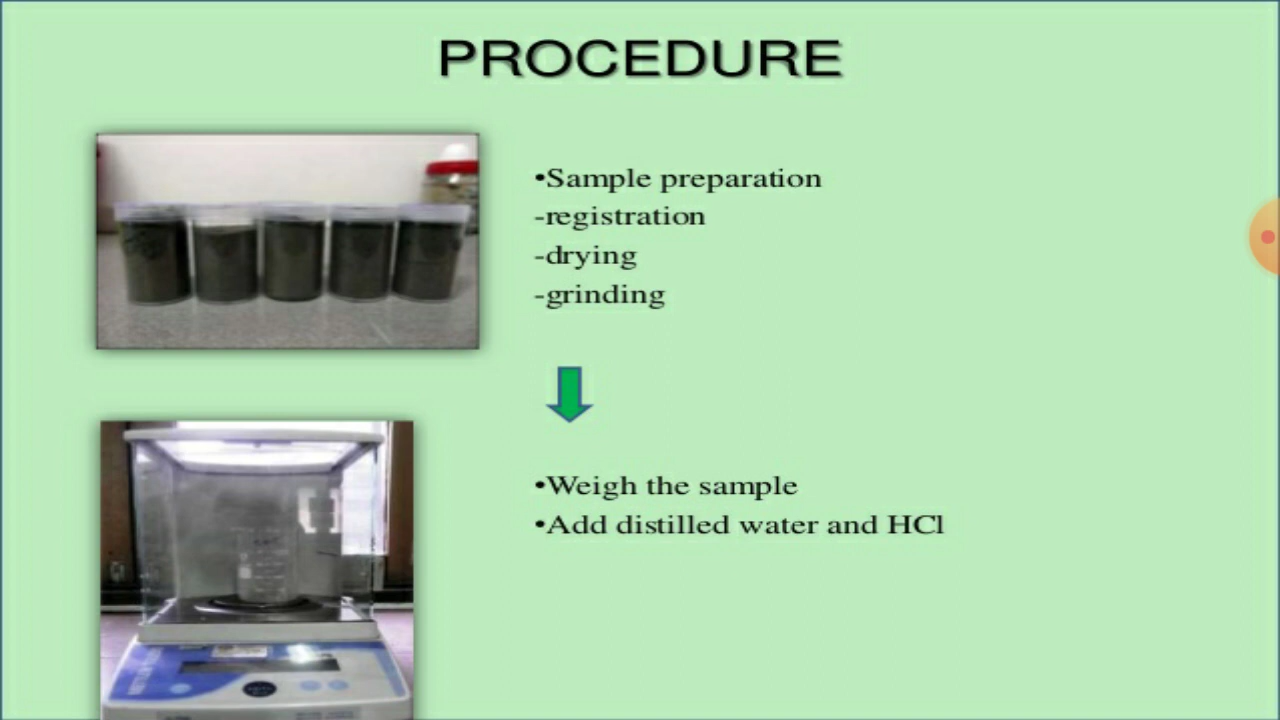 PROCEDURE
•Sample preparation
-registration
-drying
-grinding
•Weigh the sample
•Add distilled water and HCl